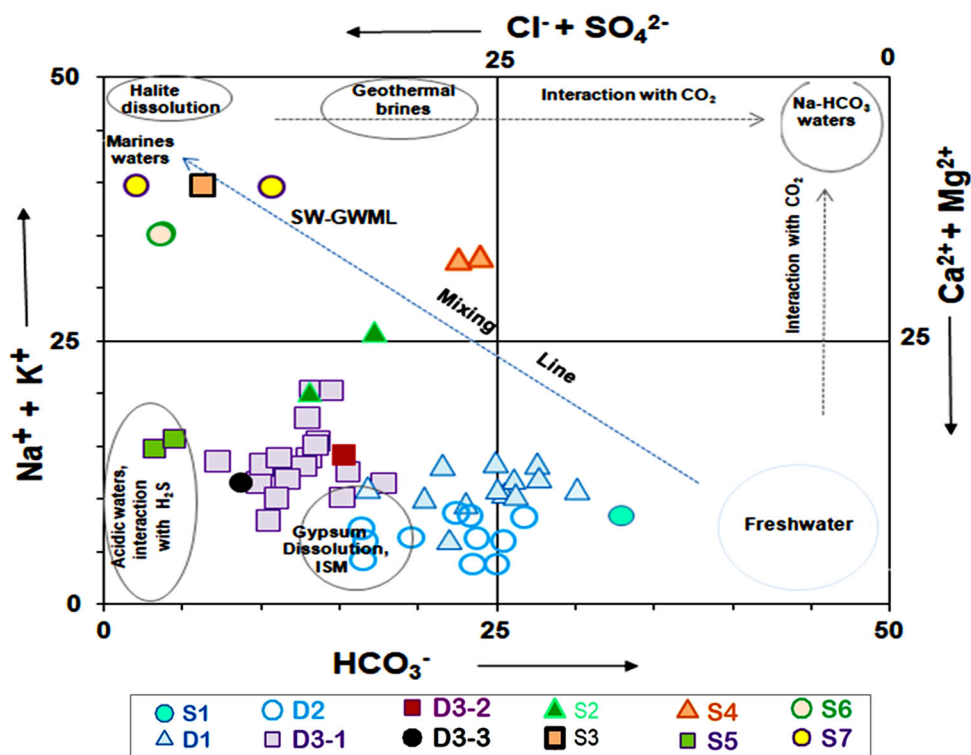 Cl⁻ + SO₄²⁻
25
0
50
Halite
dissolution
Geothermal
brines
Interaction with CO₂
Na-HCO₃
waters
Marines
waters
SW-GWML
Interaction with CO₂
Mixing
Line
Na⁺ + K⁺
Ca²⁺ + Mg²⁺
25
25
Acidic waters,
interaction
with H₂S
Gypsum
Dissolution,
ISM
Freshwater
0
0
25
50
HCO₃⁻
S1
D2
D3-2
S2
S4
S6
D1
D3-1
D3-3
S3
S5
S7